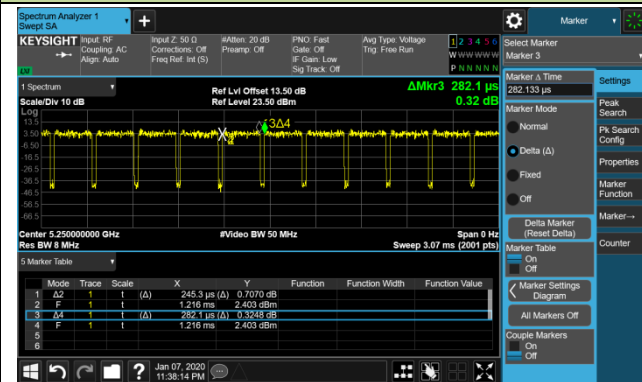 Spectrum Analyzer 1
Swept SA
Marker
KEYSIGHT
Input: RF
Coupling: AC
Align: Auto
Input Z: 50 Ω
Corrections: Off
Freq Ref: Int (S)
#Atten: 20 dB
Preamp: Off
PNO: Fast
Gate: Off
IF Gain: Low
Sig Track: Off
Avg Type: Voltage
Trig: Free Run
1 2 3 4 5 6
W W W W W W
P N N N N N
LXI
Select Marker
Marker 3
1 Spectrum
Scale/Div 10 dB
Log
Ref Lvl Offset 13.50 dB
Ref Level 23.50 dBm
ΔMkr3 282.1 µs
0.32 dB
13.5
3.50
-6.50
-16.5
-26.5
-36.5
-46.5
-56.5
-66.5
3Δ4
Center 5.250000000 GHz
Res BW 8 MHz
#Video BW 50 MHz
Span 0 Hz
Sweep 3.07 ms (2001 pts)
5 Marker Table
Mode Trace Scale X Y Function Function Width Function Value
1 Δ2 1 t (Δ) 245.3 µs (Δ) 0.7070 dB
2 F 1 t 1.216 ms 2.403 dBm
3 Δ4 1 t (Δ) 282.1 µs (Δ) 0.3248 dB
4 F 1 t 1.216 ms 2.403 dBm
5
6
Marker Δ Time
282.133 µs
Marker Mode
Normal
Delta (Δ)
Fixed
Off
Delta Marker
(Reset Delta)
Marker Table
On
Off
Marker Settings
Diagram
All Markers Off
Couple Markers
On
Off
Settings
Peak
Search
Pk Search
Config
Properties
Marker
Function
Marker→
Counter
?
Jan 07, 2020
11:38:14 PM